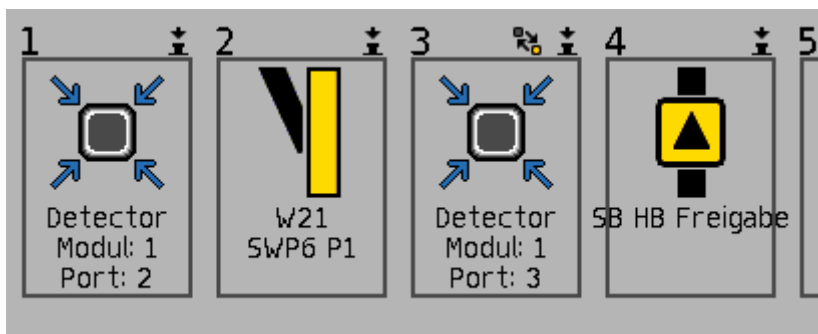 1
2
3
4
5
Detector
Modul: 1
Port: 2
W21
SWP6 P1
Detector
Modul: 1
Port: 3
SB HB Freigabe